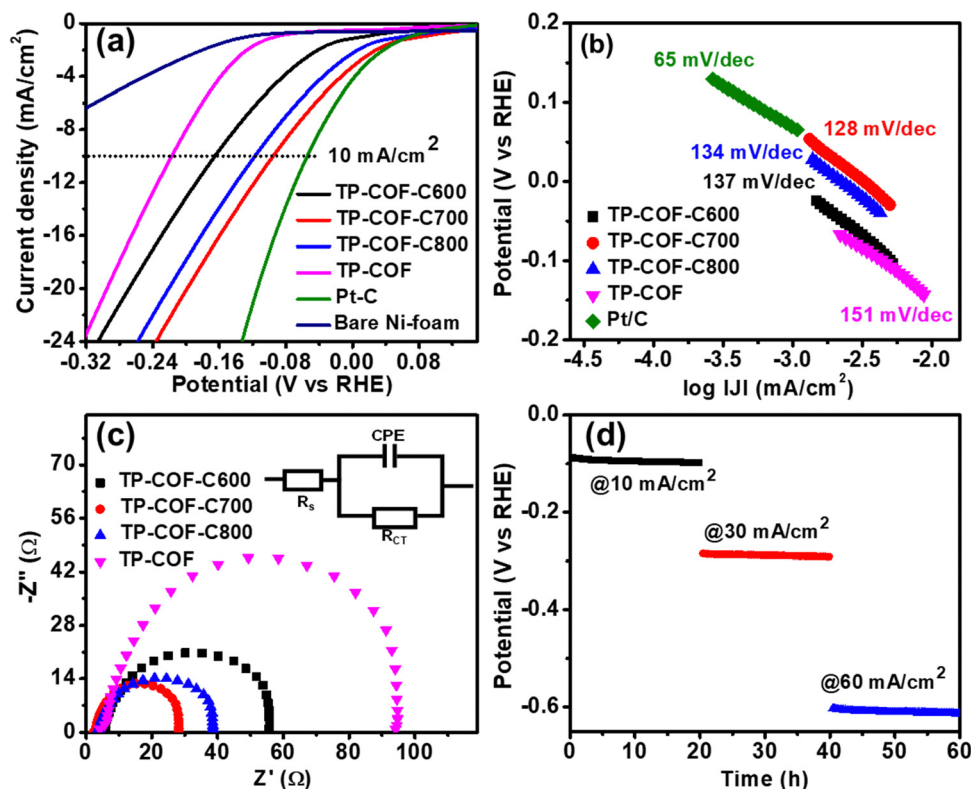 (a)
Current density (mA/cm²)
0
-4
-8
-12
-16
-20
-24
10 mA/cm²
TP-COF-C600
TP-COF-C700
TP-COF-C800
TP-COF
Pt-C
Bare Ni-foam
-0.32 -0.24 -0.16 -0.08 0.00 0.08
Potential (V vs RHE)
(b)
Potential (V vs RHE)
0.2
0.1
0.0
-0.1
-0.2
65 mV/dec
128 mV/dec
134 mV/dec
137 mV/dec
151 mV/dec
TP-COF-C600
TP-COF-C700
TP-COF-C800
TP-COF
Pt/C
-4.5 -4.0 -3.5 -3.0 -2.5 -2.0
log IJI (mA/cm²)
(c)
-Z'' (Ω)
70
56
42
28
14
0
TP-COF-C600
TP-COF-C700
TP-COF-C800
TP-COF
CPE
Rs
RCT
0 20 40 60 80 100
Z' (Ω)
(d)
Potential (V vs RHE)
0.0
-0.2
-0.4
-0.6
@10 mA/cm²
@30 mA/cm²
@60 mA/cm²
0 10 20 30 40 50 60
Time (h)